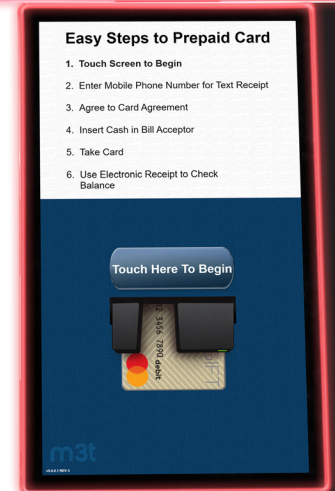 Easy Steps to Prepaid Card
1. Touch Screen to Begin
2. Enter Mobile Phone Number for Text Receipt
3. Agree to Card Agreement
4. Insert Cash in Bill Acceptor
5. Take Card
6. Use Electronic Receipt to Check
Balance
Touch Here To Begin
12 3456 7890
debit
GIFT
m3t